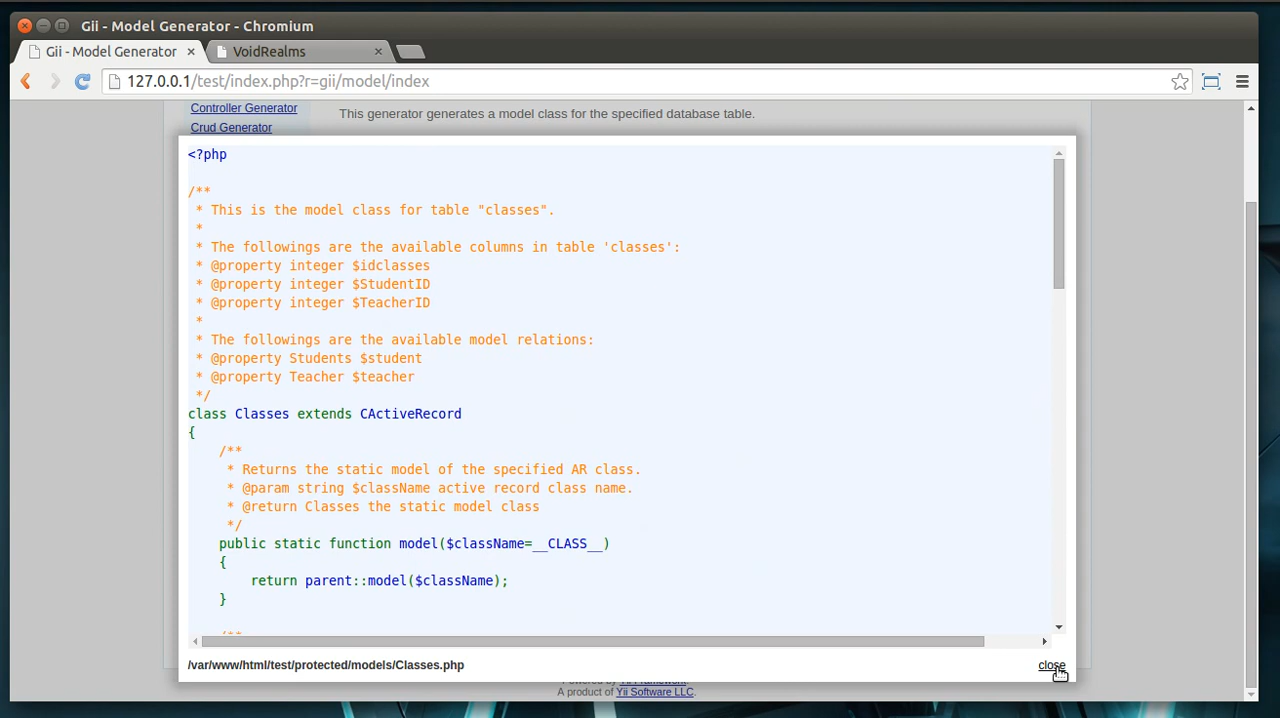 Gii - Model Generator - Chromium
Gii - Model Generator × VoidRealms ×
127.0.0.1/test/index.php?r=gii/model/index
Controller Generator
This generator generates a model class for the specified database table.
Crud Generator
<?php
/**
* This is the model class for table "classes".
*
* The followings are the available columns in table 'classes':
* @property integer $idclasses
* @property integer $StudentID
* @property integer $TeacherID
*
* The followings are the available model relations:
* @property Students $student
* @property Teacher $teacher
*/
class Classes extends CActiveRecord
{
/**
* Returns the static model of the specified AR class.
* @param string $className active record class name.
* @return Classes the static model class
*/
public static function model($className=__CLASS__)
{
return parent::model($className);
}
/**
/var/www/html/test/protected/models/Classes.php
close
Powered by Yii Framework.
A product of Yii Software LLC.